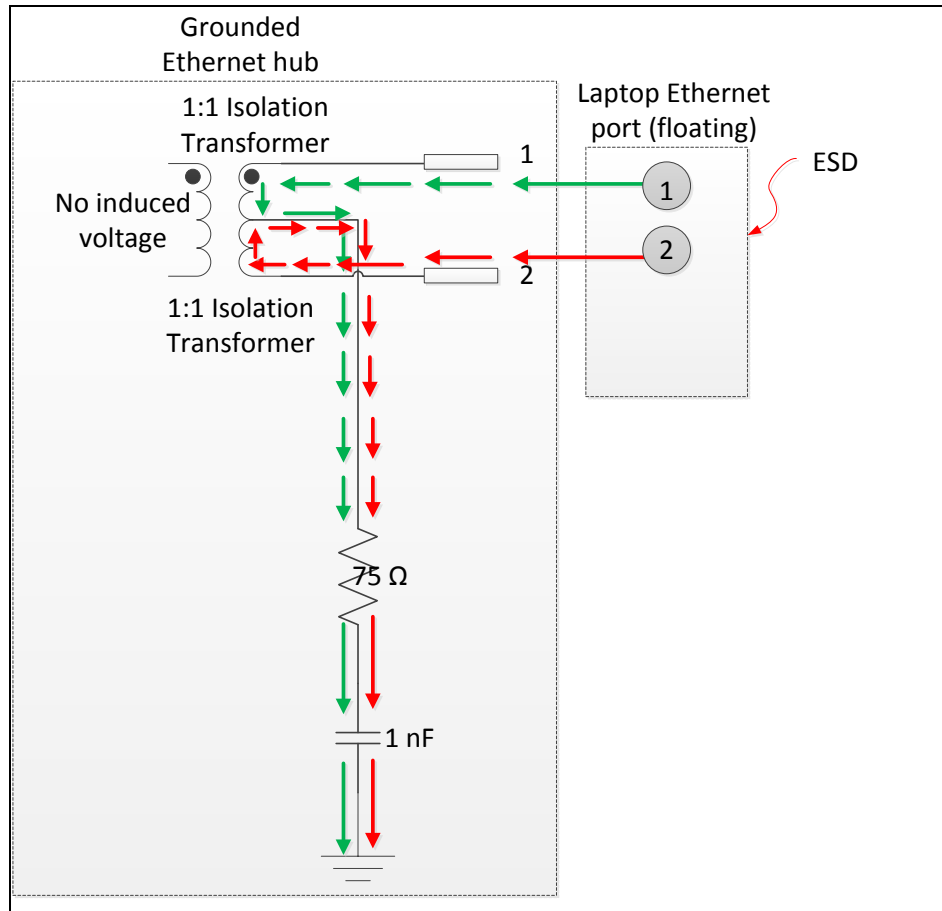 Grounded
Ethernet hub
1:1 Isolation
Transformer
Laptop Ethernet
port (floating)
1
ESD
1
No induced
voltage
2
2
1:1 Isolation
Transformer
75 Ω
1 nF